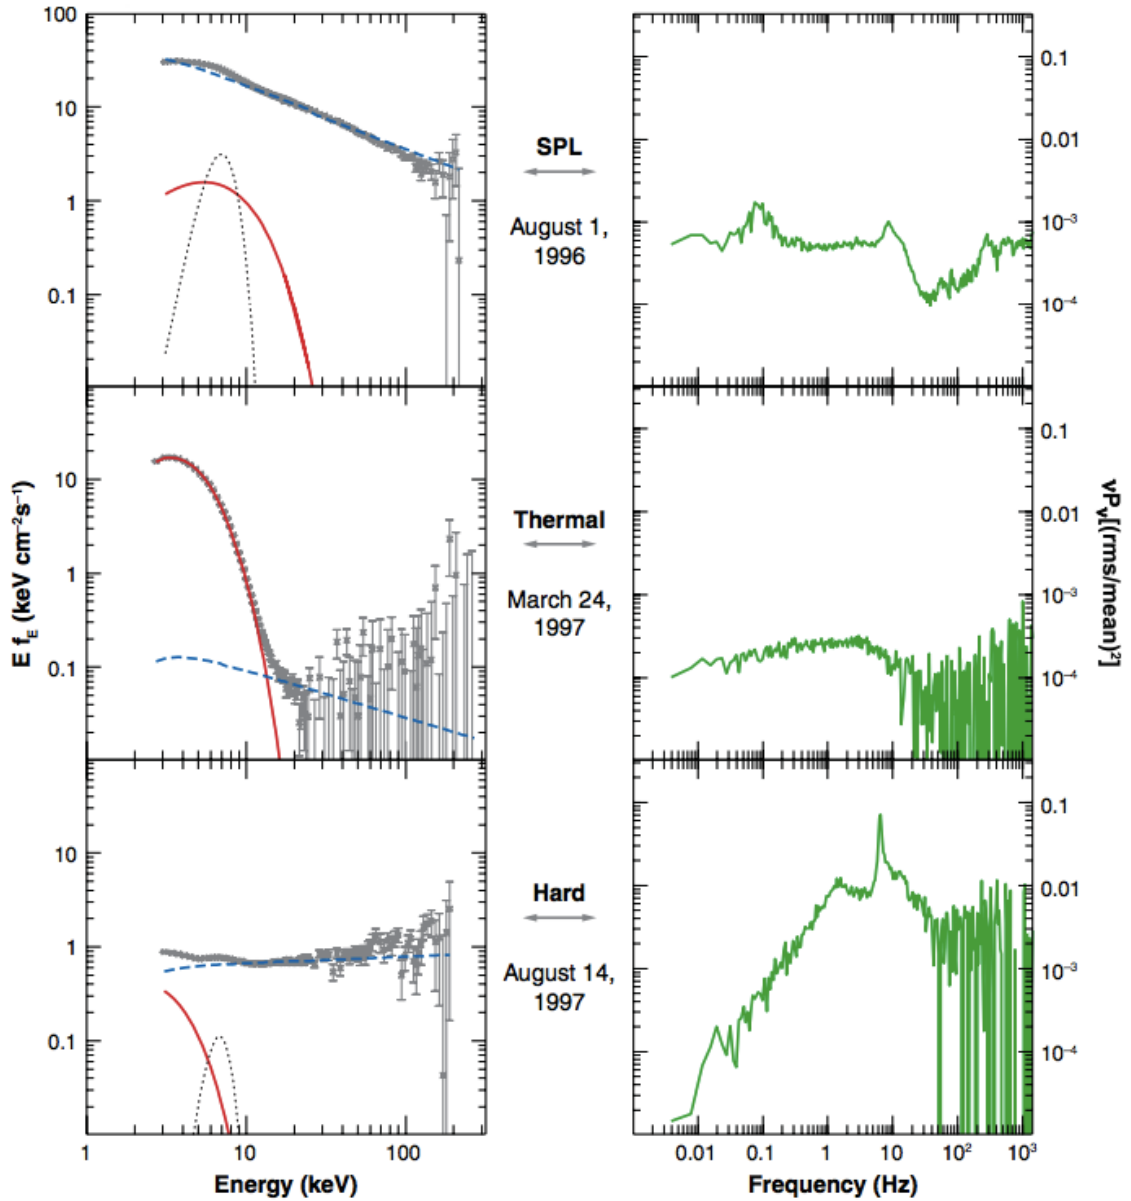 100
10
1
0.1
SPL
August 1,
1996
0.1
0.01
10⁻³
10⁻⁴
10
1
0.1
Thermal
March 24,
1997
0.1
0.01
10⁻³
10⁻⁴
E f_E (keV cm⁻²s⁻¹)
νP_ν[(rms/mean)²]
10
1
0.1
Hard
August 14,
1997
0.1
0.01
10⁻³
10⁻⁴
1 10 100
0.01 0.1 1 10 10² 10³
Energy (keV)
Frequency (Hz)